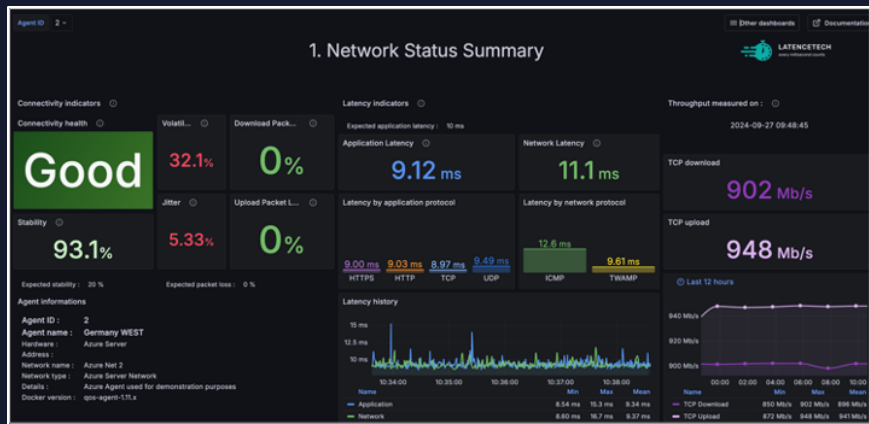 Agent ID 2
Other dashboards
Documentation
1. Network Status Summary
LATENCETECH
every millisecond counts
Connectivity indicators
Connectivity health
Good
Volatil...
32.1%
Download Pack...
0%
Stability
93.1%
Jitter
5.33%
Upload Packet L...
0%
Expected stability : 20 %
Expected packet loss : 0 %
Agent informations
Agent ID : 2
Agent name : Germany WEST
Hardware : Azure Server
Address :
Network name : Azure Net 2
Network type : Azure Server Network
Details : Azure Agent used for demonstration purposes
Docker version : qos-agent-1.11.x
Latency indicators
Expected application latency : 10 ms
Application Latency
9.12 ms
Network Latency
11.1 ms
Latency by application protocol
9.00 ms 9.03 ms 8.97 ms 9.49 ms
HTTPS HTTP TCP UDP
Latency by network protocol
12.6 ms 9.61 ms
ICMP TWAMP
Latency history
15 ms
12.5 ms
10 ms
10:34:00 10:35:00 10:36:00 10:37:00 10:38:00
Name Min Max Mean
Application 8.54 ms 15.3 ms 9.34 ms
Network 8.60 ms 16.7 ms 9.37 ms
Throughput measured on :
2024-09-27 09:48:45
TCP download
902 Mb/s
TCP upload
948 Mb/s
Last 12 hours
940 Mb/s
920 Mb/s
900 Mb/s
00:00 02:00 04:00 06:00 08:00 10:00
Name Min Max Mean
TCP Download 850 Mb/s 902 Mb/s 896 Mb/s
TCP Upload 872 Mb/s 948 Mb/s 941 Mb/s